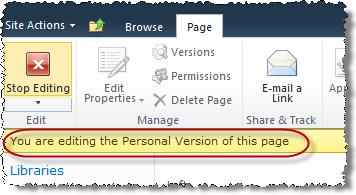 Site Actions
Browse
Page
Stop Editing
Edit Properties
Versions
Permissions
Delete Page
E-mail a Link
Edit
Manage
Share & Track
You are editing the Personal Version of this page
Libraries